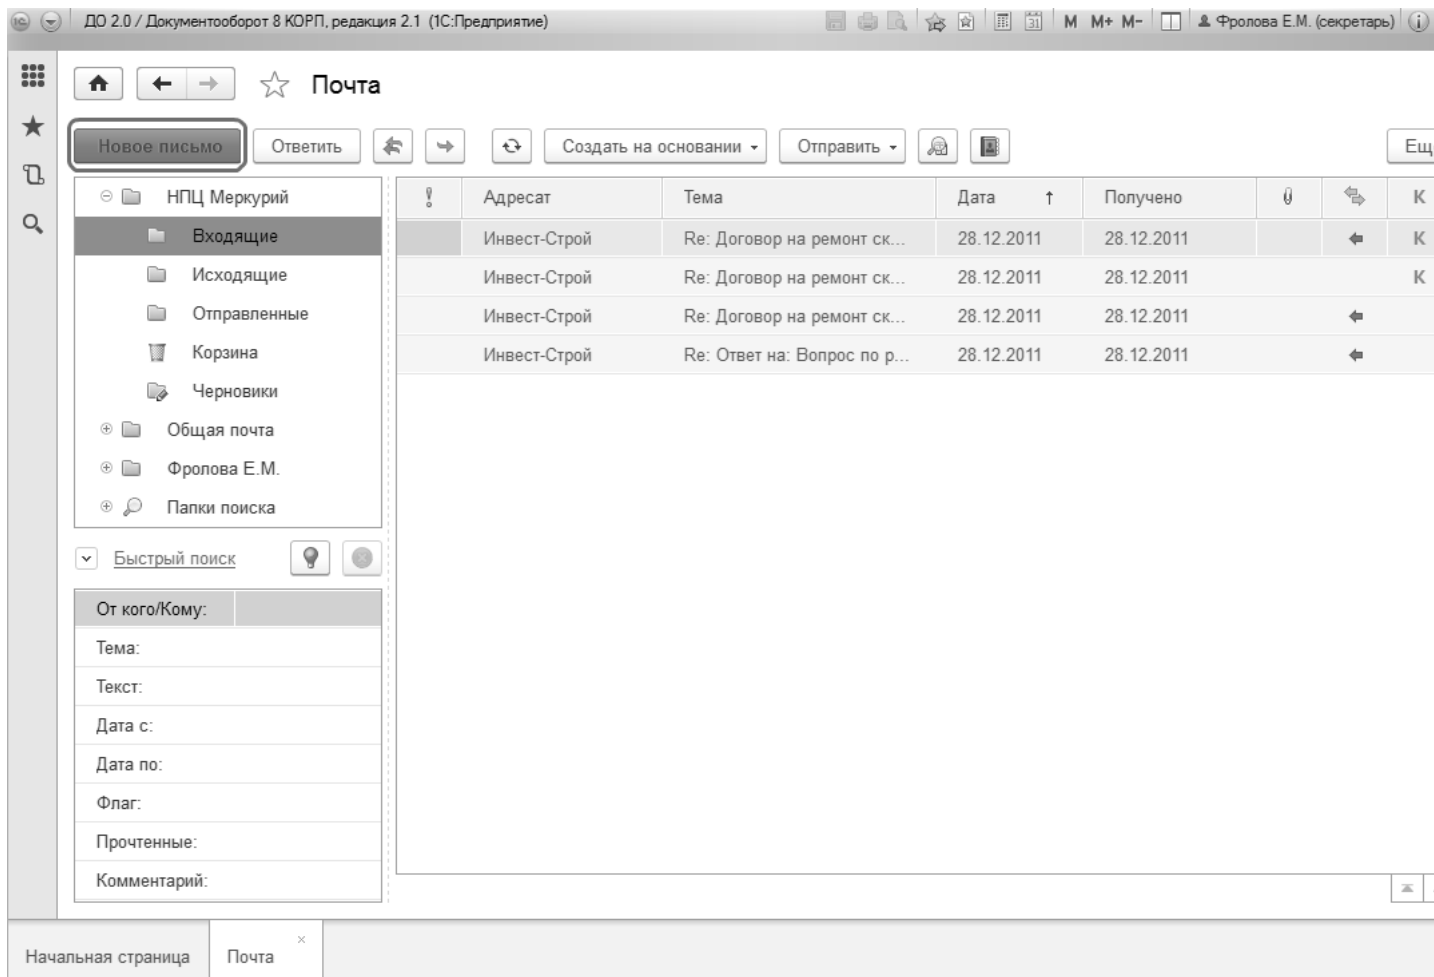 ДО 2.0 / Документооборот 8 КОРП, редакция 2.1 (1С:Предприятие) 31 M M+ M- Фролова Е.М. (секретарь)
Почта
Новое письмо Ответить Создать на основании Отправить Ещ
НПЦ Меркурий
Входящие
Исходящие
Отправленные
Корзина
Черновики
Общая почта
Фролова Е.М.
Папки поиска
Адресат Тема Дата ↑ Получено К
Инвест-Строй Re: Договор на ремонт ск... 28.12.2011 28.12.2011 К
Инвест-Строй Re: Договор на ремонт ск... 28.12.2011 28.12.2011 К
Инвест-Строй Re: Договор на ремонт ск... 28.12.2011 28.12.2011
Инвест-Строй Re: Ответ на: Вопрос по р... 28.12.2011 28.12.2011
Быстрый поиск
От кого/Кому:
Тема:
Текст:
Дата с:
Дата по:
Флаг:
Прочтенные:
Комментарий:
Начальная страница Почта